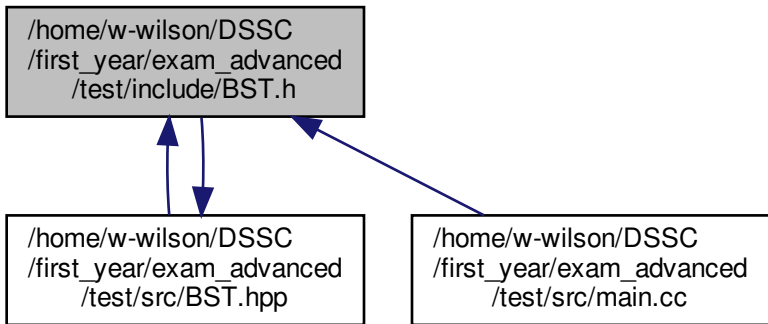 /home/w-wilson/DSSC
/first_year/exam_advanced
/test/include/BST.h
/home/w-wilson/DSSC
/first_year/exam_advanced
/test/src/BST.hpp
/home/w-wilson/DSSC
/first_year/exam_advanced
/test/src/main.cc